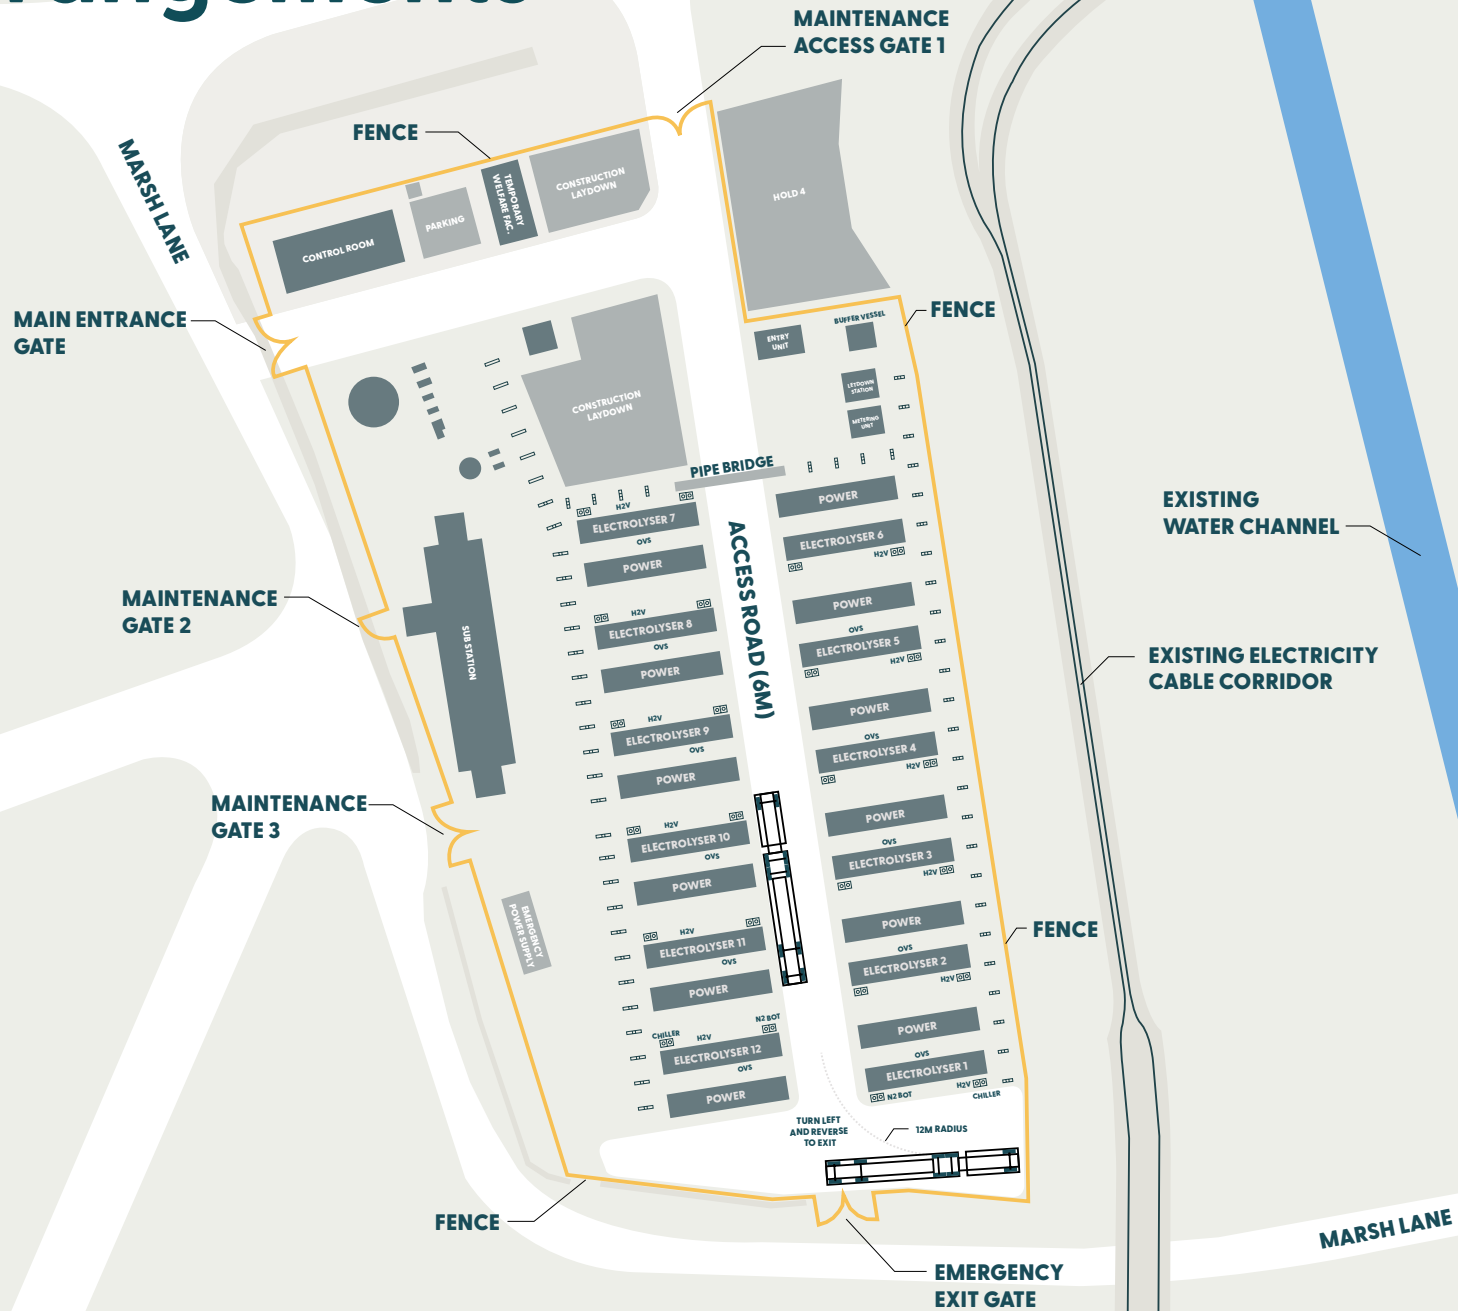 MAINTENANCE
ACCESS GATE 1
FENCE
MARSH LANE
CONTROL ROOM
PARKING
TEMPORARY
WELFARE FAC.
CONSTRUCTION
LAYDOWN
HOLD 4
MAIN ENTRANCE
GATE
FENCE
ENTRY
UNIT
BUFFER VESSEL
LETDOWN
STATION
METERING
UNIT
CONSTRUCTION
LAYDOWN
PIPE BRIDGE
ACCESS ROAD (6M)
EXISTING
WATER CHANNEL
EXISTING ELECTRICITY
CABLE CORRIDOR
MAINTENANCE
GATE 2
SUB STATION
MAINTENANCE
GATE 3
EMERGENCY
POWER SUPPLY
H2V
ELECTROLYSER 7
OVS
POWER
H2V
ELECTROLYSER 8
OVS
POWER
H2V
ELECTROLYSER 9
OVS
POWER
H2V
ELECTROLYSER 10
OVS
POWER
H2V
ELECTROLYSER 11
OVS
POWER
CHILLER
H2V
N2 BOT
ELECTROLYSER 12
OVS
POWER
POWER
ELECTROLYSER 6
H2V
POWER
OVS
ELECTROLYSER 5
H2V
POWER
OVS
ELECTROLYSER 4
H2V
POWER
OVS
ELECTROLYSER 3
H2V
POWER
OVS
ELECTROLYSER 2
H2V
POWER
OVS
ELECTROLYSER 1
H2V
N2 BOT
CHILLER
FENCE
TURN LEFT
AND REVERSE
TO EXIT
12M RADIUS
FENCE
EMERGENCY
EXIT GATE
MARSH LANE